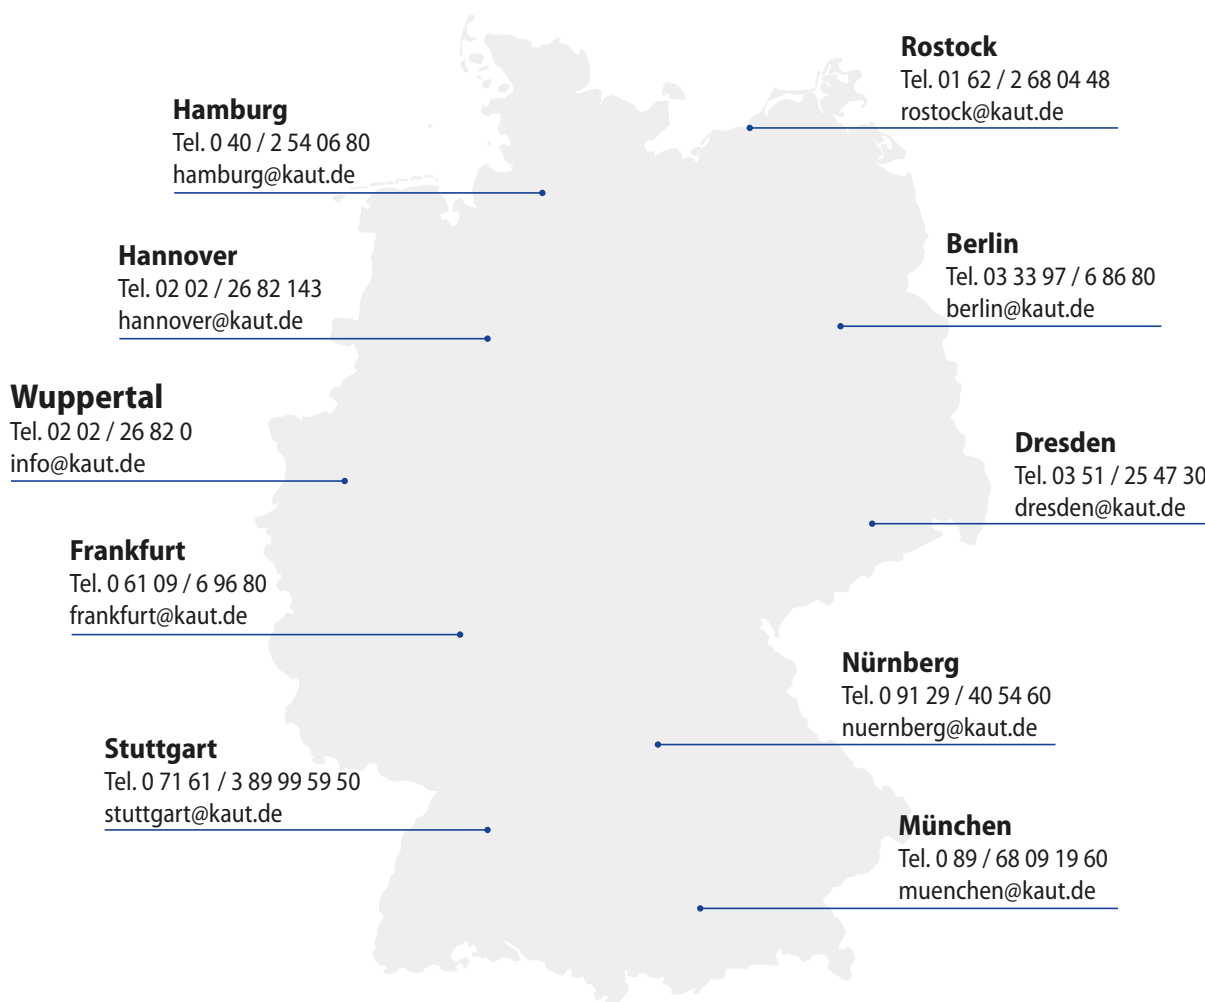 Rostock
Tel. 01 62 / 2 68 04 48
rostock@kaut.de
Hamburg
Tel. 0 40 / 2 54 06 80
hamburg@kaut.de
Berlin
Tel. 03 33 97 / 6 86 80
berlin@kaut.de
Hannover
Tel. 02 02 / 26 82 143
hannover@kaut.de
Wuppertal
Tel. 02 02 / 26 82 0
info@kaut.de
Dresden
Tel. 03 51 / 25 47 30
dresden@kaut.de
Frankfurt
Tel. 0 61 09 / 6 96 80
frankfurt@kaut.de
Nürnberg
Tel. 0 91 29 / 40 54 60
nuernberg@kaut.de
Stuttgart
Tel. 0 71 61 / 3 89 99 59 50
stuttgart@kaut.de
München
Tel. 0 89 / 68 09 19 60
muenchen@kaut.de